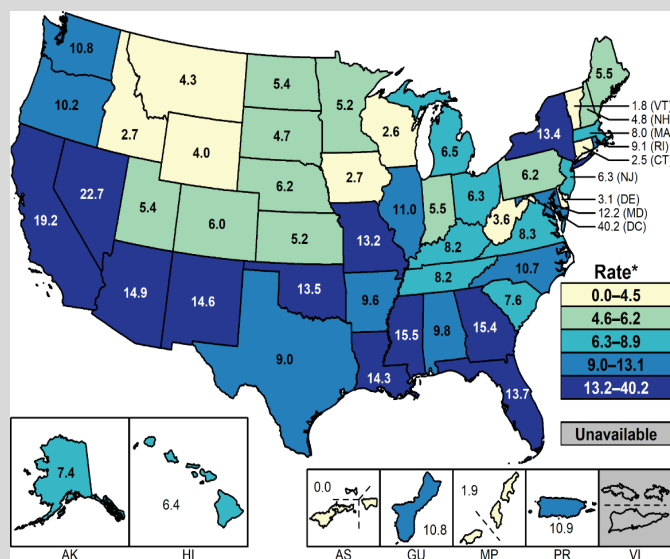 10.8
4.3
5.4
5.2
5.5
1.8 (VT)
4.8 (NH
8.0 (MA
9.1 (RI)
2.5 (CT)
10.2
2.7
4.0
4.7
2.6
6.5
13.4
6.3 (NJ)
3.1 (DE)
12.2 (MD)
40.2 (DC)
19.2
22.7
5.4
6.0
6.2
2.7
11.0
5.5
6.3
6.2
3.6
8.3
5.2
13.2
8.2
8.2
10.7
7.6
14.9
14.6
13.5
9.6
15.5
9.8
15.4
9.0
14.3
13.7
Rate*
0.0–4.5
4.6–6.2
6.3–8.9
9.0–13.1
13.2–40.2
Unavailable
7.4
6.4
0.0
10.8
1.9
10.9
AK
HI
AS
GU
MP
PR
VI